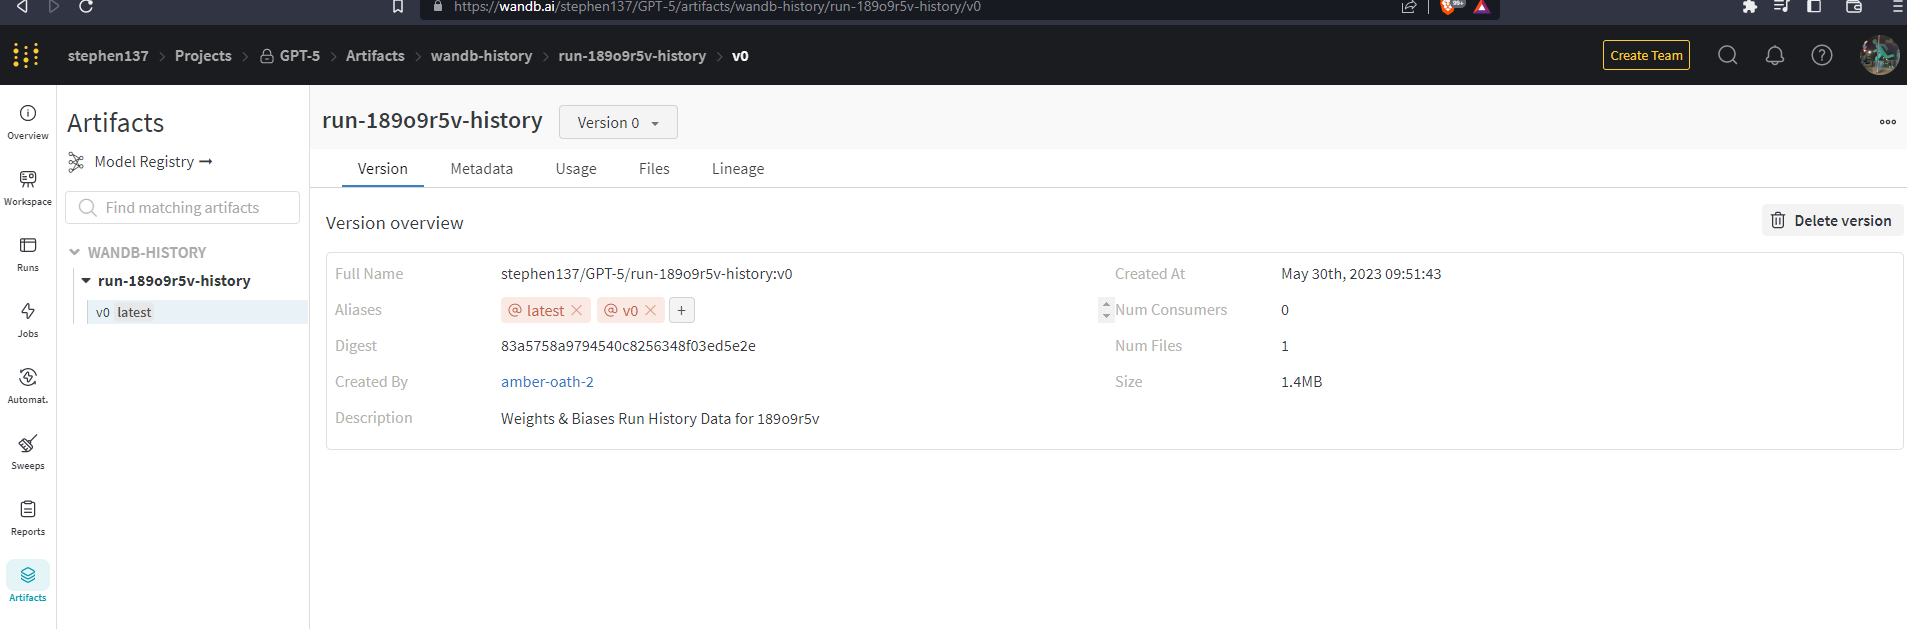 https://wandb.ai/stephen137/GPT-5/artifacts/wandb-history/run-189o9r5v-history/v0
99+
stephen137 > Projects > GPT-5 > Artifacts > wandb-history > run-189o9r5v-history > v0
Create Team
Overview
Workspace
Runs
Jobs
Automat.
Sweeps
Reports
Artifacts
Artifacts
Model Registry
Find matching artifacts
WANDB-HISTORY
run-189o9r5v-history
v0 latest
run-189o9r5v-history Version 0
Version Metadata Usage Files Lineage
Version overview
Delete version
Full Name stephen137/GPT-5/run-189o9r5v-history:v0
Aliases @ latest @ v0 +
Digest 83a5758a9794540c8256348f03ed5e2e
Created By amber-oath-2
Description Weights & Biases Run History Data for 189o9r5v
Created At May 30th, 2023 09:51:43
Num Consumers 0
Num Files 1
Size 1.4MB